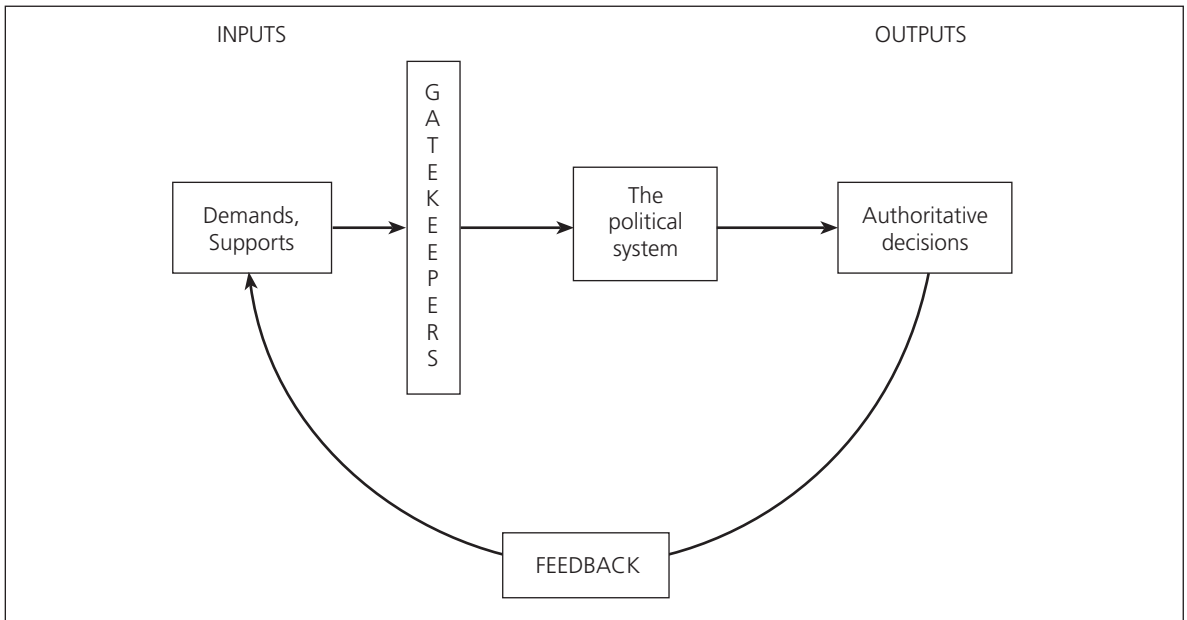 INPUTS
OUTPUTS
Demands,
Supports
G
A
T
E
K
E
E
P
E
R
S
The
political
system
Authoritative
decisions
FEEDBACK